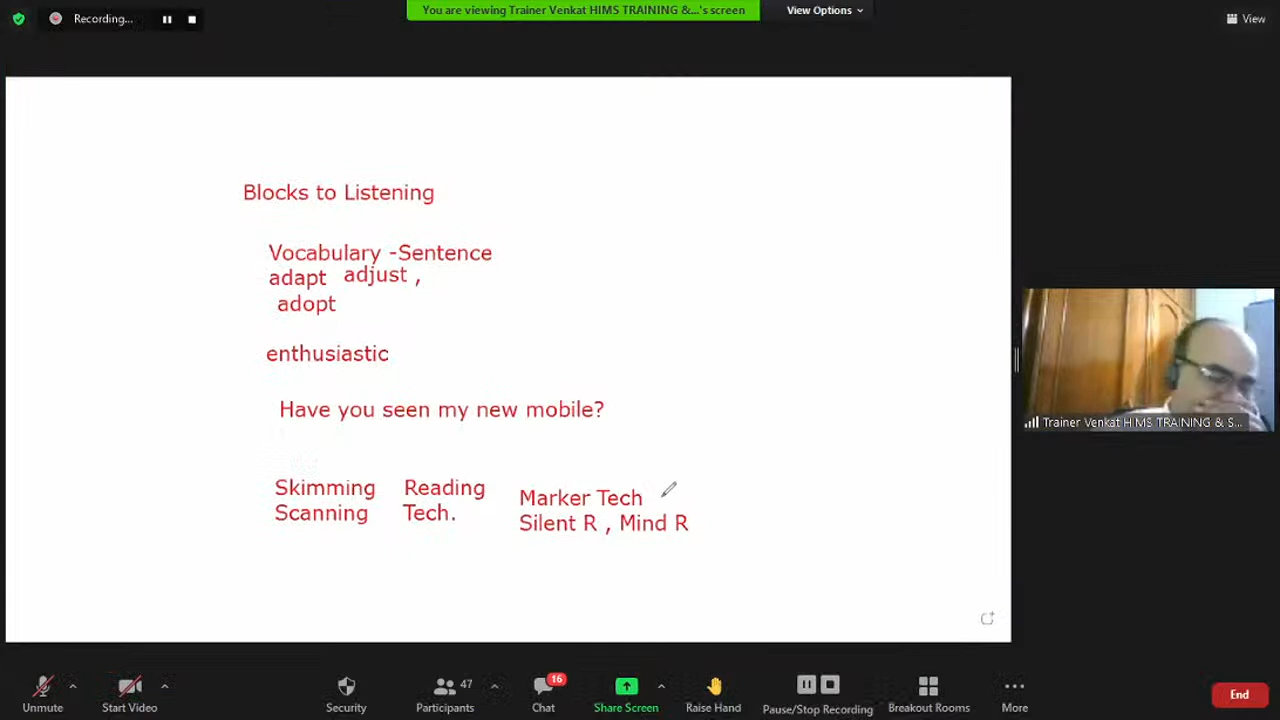 Recording...
You are viewing Trainer Venkat HIMS TRAINING &...'s screen
View Options
View
Blocks to Listening
Vocabulary -Sentence
adapt adjust ,
adopt
enthusiastic
Have you seen my new mobile?
Skimming Reading Marker Tech
Scanning Tech. Silent R , Mind R
Trainer Venkat HIMS TRAINING & S...
47
16
Unmute
Start Video
Security
Participants
Chat
Share Screen
Raise Hand
Pause/Stop Recording
Breakout Rooms
More
End